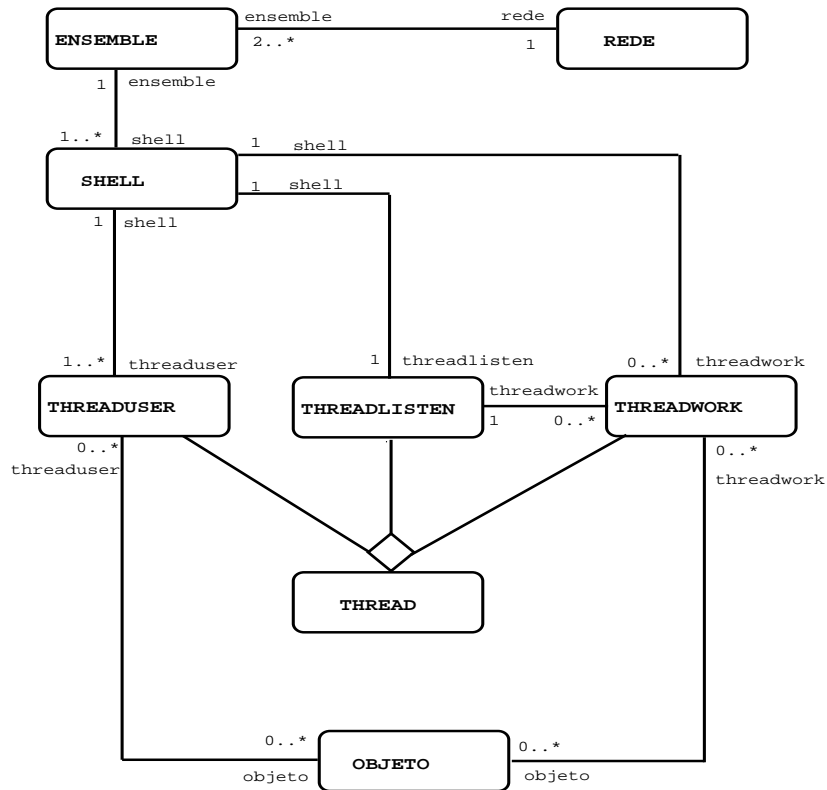 ensemble
rede
ENSEMBLE
REDE
2..*
1
1
ensemble
1..*
shell
1
shell
SHELL
1
shell
1
shell
1..*
threaduser
1
threadlisten
0..*
threadwork
THREADUSER
THREADLISTEN
threadwork
THREADWORK
1
0..*
0..*
threaduser
0..*
threadwork
THREAD
0..*
objeto
OBJETO
0..*
objeto